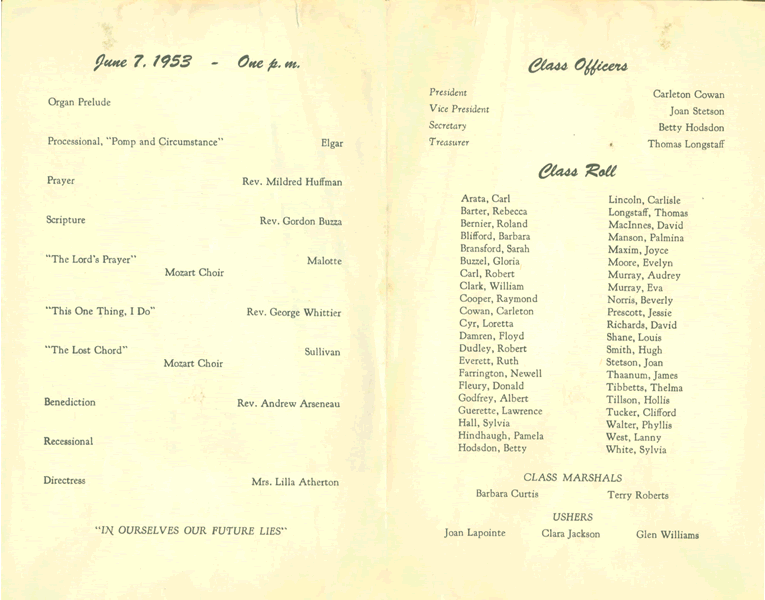 June 7, 1953 - One p.m.
Organ Prelude
Processional, "Pomp and Circumstance" Elgar
Prayer Rev. Mildred Huffman
Scripture Rev. Gordon Buzza
"The Lord's Prayer" Malotte
Mozart Choir
"This One Thing, I Do" Rev. George Whittier
"The Lost Chord" Sullivan
Mozart Choir
Benediction Rev. Andrew Arseneau
Recessional
Directress Mrs. Lilla Atherton
"IN OURSELVES OUR FUTURE LIES"
Class Officers
President Carleton Cowan
Vice President Joan Stetson
Secretary Betty Hodsdon
Treasurer Thomas Longstaff
Class Roll
Arata, Carl
Barter, Rebecca
Bernier, Roland
Blifford, Barbara
Bransford, Sarah
Buzzel, Gloria
Carl, Robert
Clark, William
Cooper, Raymond
Cowan, Carleton
Cyr, Loretta
Damren, Floyd
Dudley, Robert
Everett, Ruth
Farrington, Newell
Fleury, Donald
Godfrey, Albert
Guerette, Lawrence
Hall, Sylvia
Hindhaugh, Pamela
Hodsdon, Betty
Lincoln, Carlisle
Longstaff, Thomas
MacInnes, David
Manson, Palmina
Maxim, Joyce
Moore, Evelyn
Murray, Audrey
Murray, Eva
Norris, Beverly
Prescott, Jessie
Richards, David
Shane, Louis
Smith, Hugh
Stetson, Joan
Thaanum, James
Tibbetts, Thelma
Tillson, Hollis
Tucker, Clifford
Walter, Phyllis
West, Lanny
White, Sylvia
CLASS MARSHALS
Barbara Curtis Terry Roberts
USHERS
Joan Lapointe Clara Jackson Glen Williams